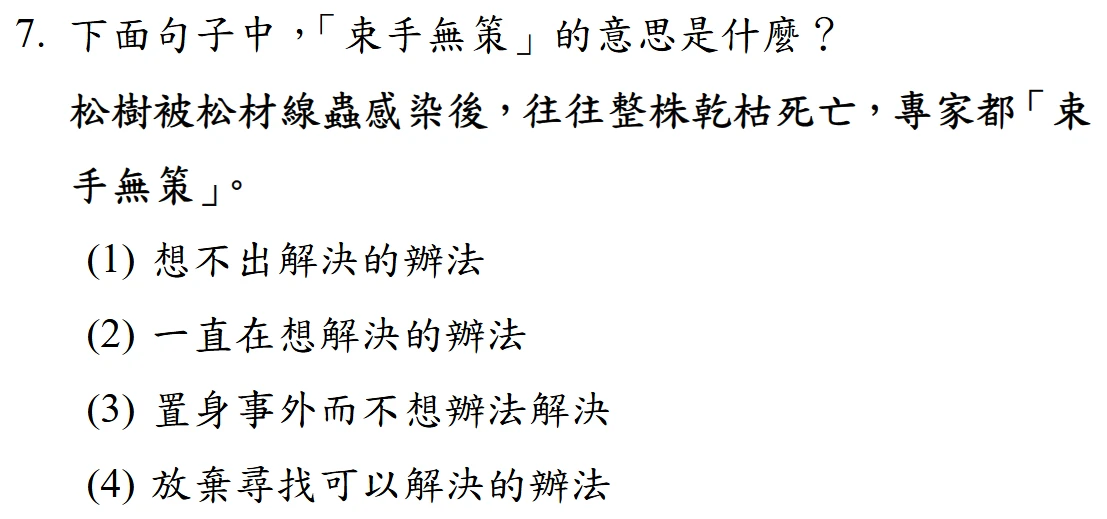 7. 下面句子中，「束手無策」的意思是什麼？
松樹被松材線蟲感染後，往往整株乾枯死亡，專家都「束
手無策」。
(1) 想不出解決的辦法
(2) 一直在想解決的辦法
(3) 置身事外而不想辦法解決
(4) 放棄尋找可以解決的辦法